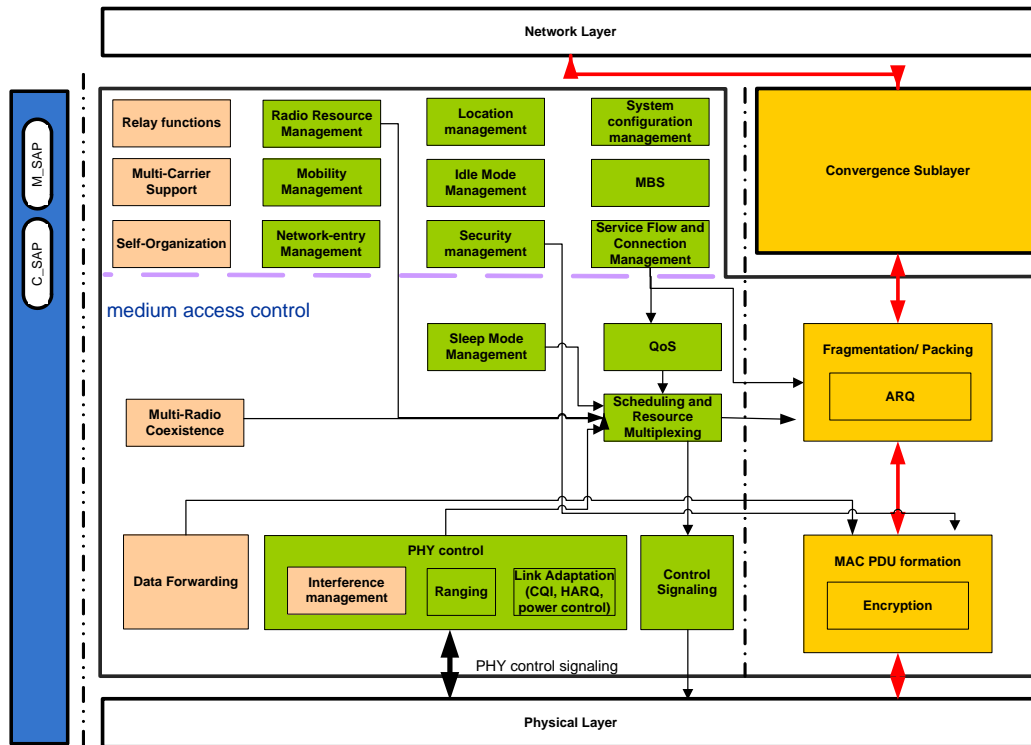 Network Layer
M_SAP
C_SAP
Relay functions
Radio Resource
Management
Location
management
System
configuration
management
Convergence Sublayer
Multi-Carrier
Support
Mobility
Management
Idle Mode
Management
MBS
Self-Organization
Network-entry
Management
Security
management
Service Flow and
Connection
Management
medium access control
Sleep Mode
Management
QoS
Fragmentation/ Packing
ARQ
Multi-Radio
Coexistence
Scheduling and
Resource
Multiplexing
Data Forwarding
PHY control
Interference
management
Ranging
Link Adaptation
(CQI, HARQ,
power control)
Control
Signaling
MAC PDU formation
Encryption
PHY control signaling
Physical Layer